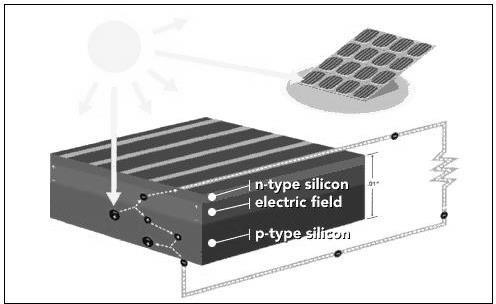 n-type silicon
electric field
.01"
p-type silicon